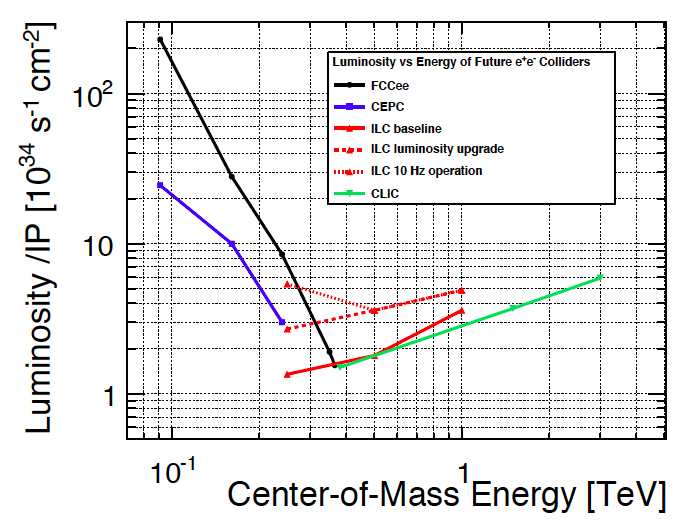 Luminosity /IP [10³⁴ s⁻¹ cm⁻²]
10²
10
1
Luminosity vs Energy of Future e⁺e⁻ Colliders
FCCee
CEPC
ILC baseline
ILC luminosity upgrade
ILC 10 Hz operation
CLIC
10⁻¹
1
Center-of-Mass Energy [TeV]